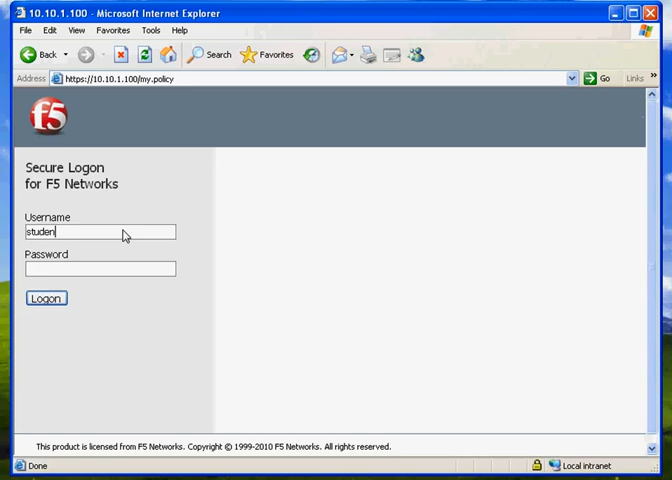 10.10.1.100 - Microsoft Internet Explorer
File Edit View Favorites Tools Help
Back Search Favorites
Address https://10.10.1.100/my.policy Go Links »
f5
Secure Logon
for F5 Networks
Username
studen
Password
Logon
This product is licensed from F5 Networks. Copyright © 1999-2010 F5 Networks. All rights reserved.
Done Local intranet